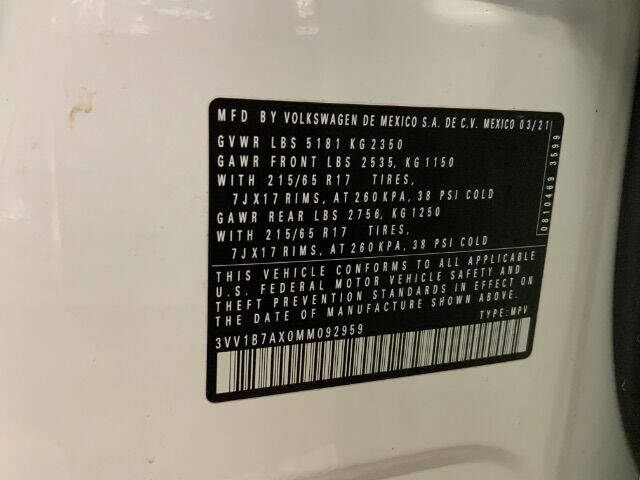 MFD BY VOLKSWAGEN DE MEXICO S.A. DE C.V. MEXICO 03/21
GVWR LBS 5181 KG 2350
GAWR FRONT LBS 2535, KG 1150
WITH 215/65 R17 TIRES,
7J X17 RIMS, AT 260 KPA, 38 PSI COLD
GAWR REAR LBS 2756, KG 1250
WITH 215/65 R17 TIRES,
7J X17 RIMS, AT 260 KPA, 38 PSI COLD
0810469 3599
THIS VEHICLE CONFORMS TO ALL APPLICABLE
U.S. FEDERAL MOTOR VEHICLE SAFETY AND
THEFT PREVENTION STANDARDS IN EFFECT ON
THE DATE OF MANUFACTURE SHOWN ABOVE.
3VV1B7AX0MM092959 TYPE: MPV